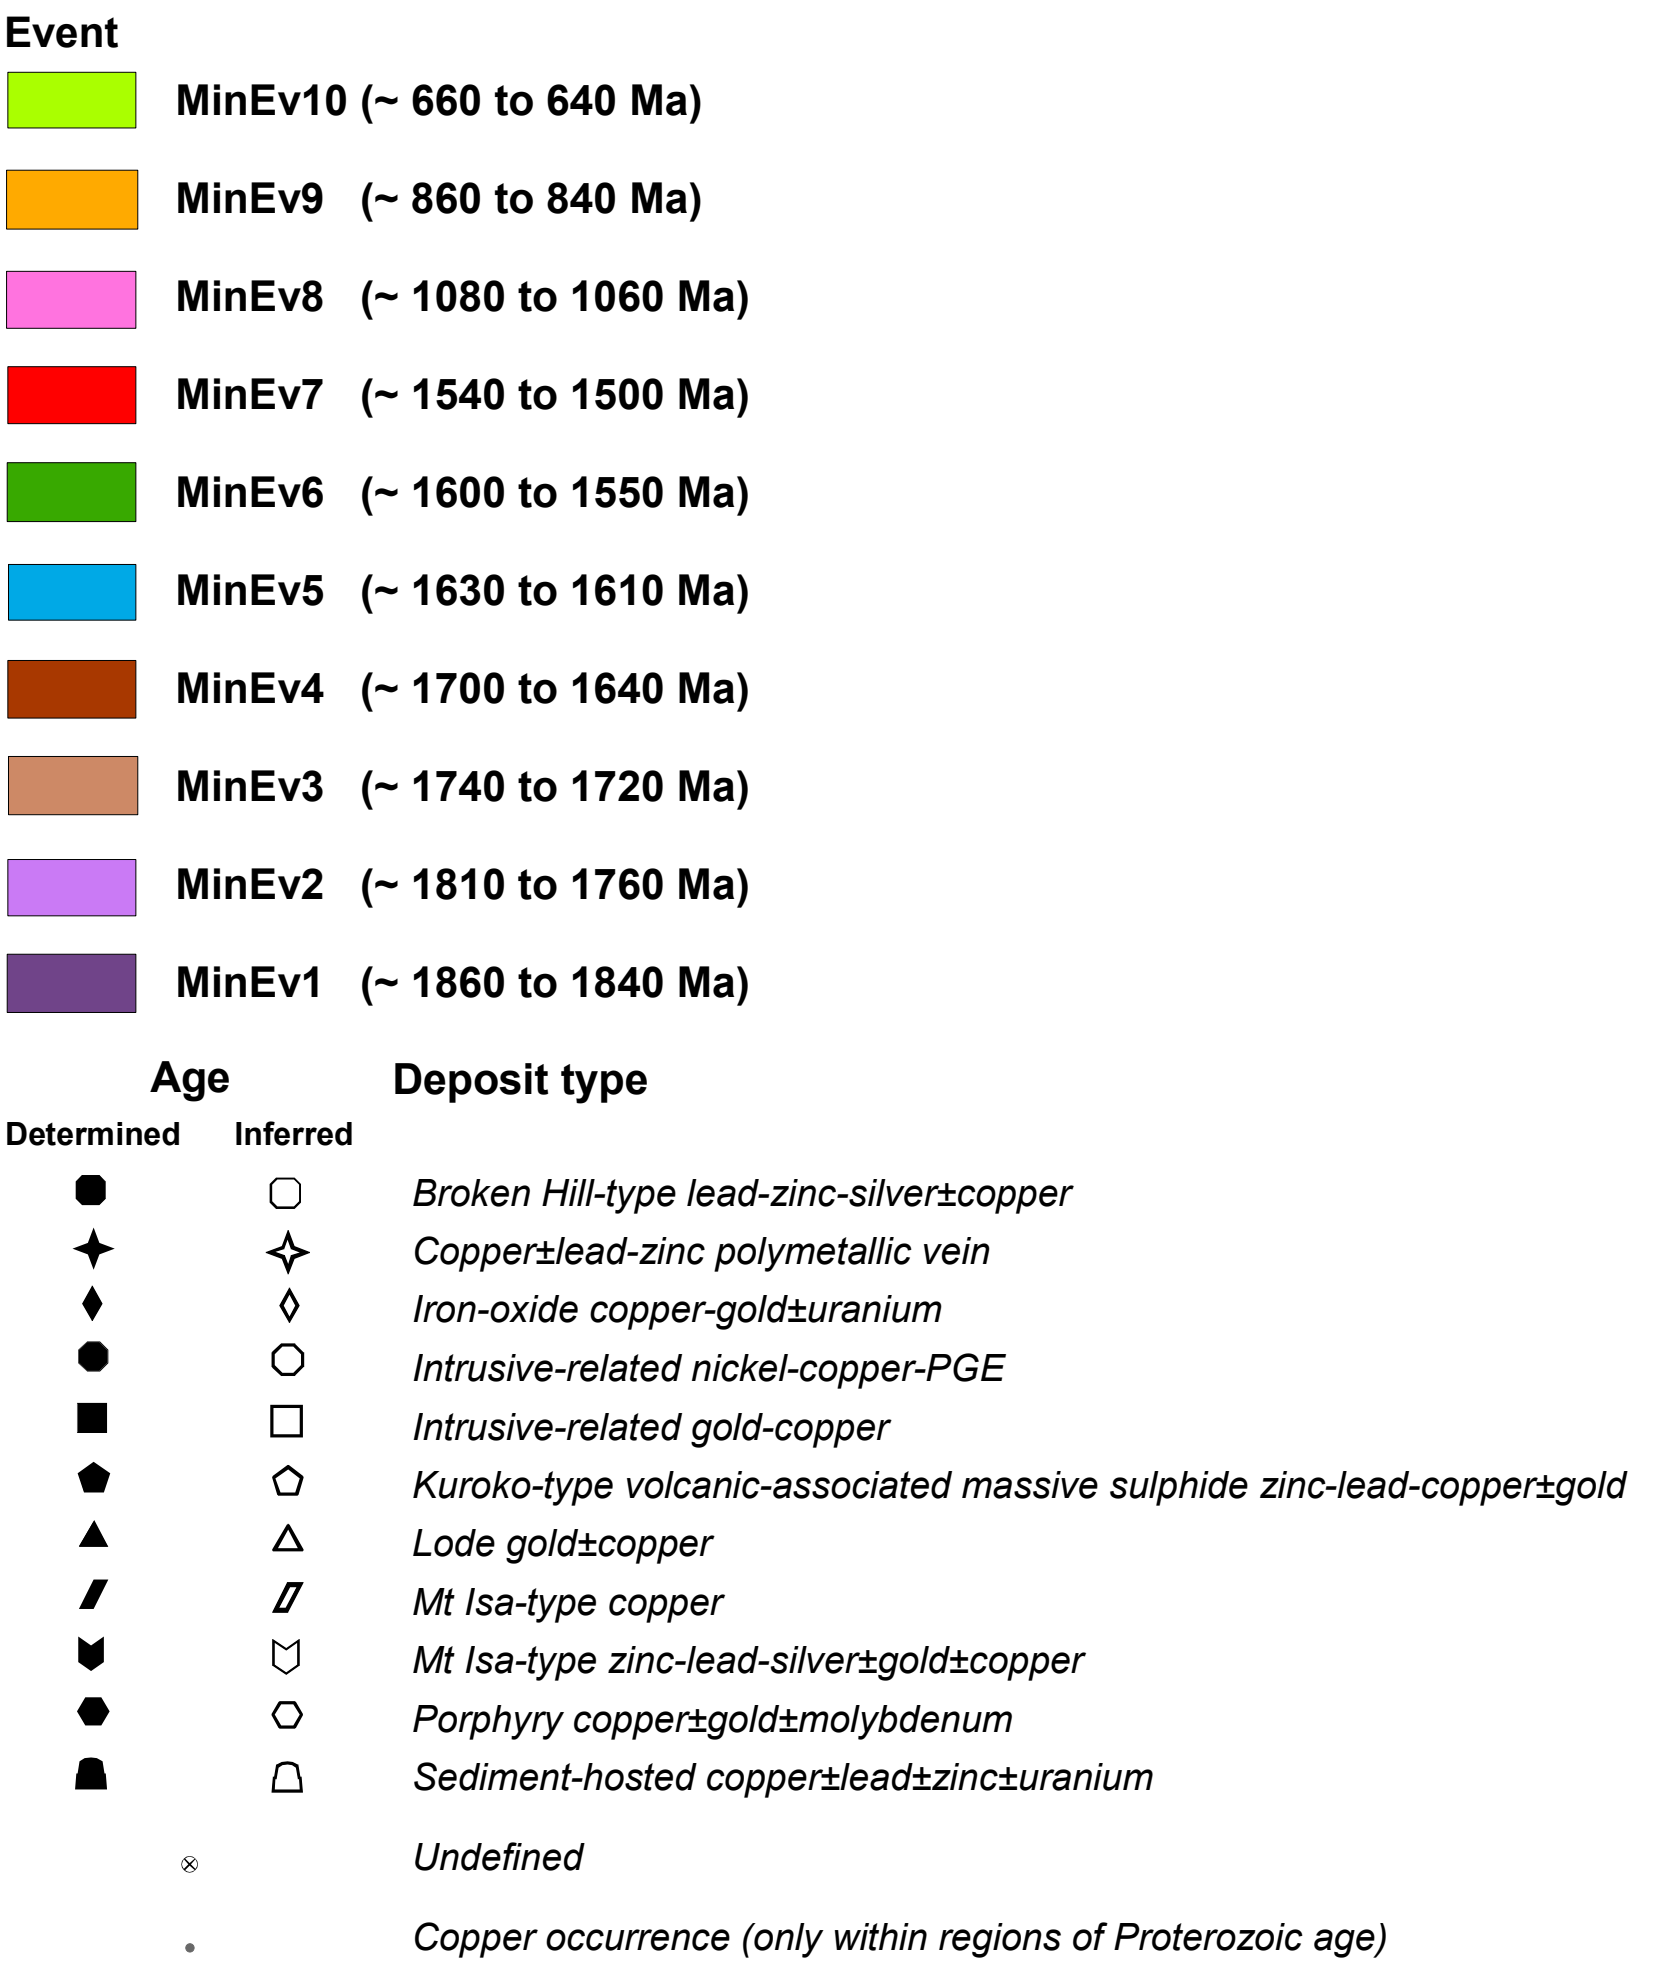 Event
MinEv10 (~ 660 to 640 Ma)
MinEv9 (~ 860 to 840 Ma)
MinEv8 (~ 1080 to 1060 Ma)
MinEv7 (~ 1540 to 1500 Ma)
MinEv6 (~ 1600 to 1550 Ma)
MinEv5 (~ 1630 to 1610 Ma)
MinEv4 (~ 1700 to 1640 Ma)
MinEv3 (~ 1740 to 1720 Ma)
MinEv2 (~ 1810 to 1760 Ma)
MinEv1 (~ 1860 to 1840 Ma)
Age Deposit type
Determined Inferred
Broken Hill-type lead-zinc-silver±copper
Copper±lead-zinc polymetallic vein
Iron-oxide copper-gold±uranium
Intrusive-related nickel-copper-PGE
Intrusive-related gold-copper
Kuroko-type volcanic-associated massive sulphide zinc-lead-copper±gold
Lode gold±copper
Mt Isa-type copper
Mt Isa-type zinc-lead-silver±gold±copper
Porphyry copper±gold±molybdenum
Sediment-hosted copper±lead±zinc±uranium
Undefined
Copper occurrence (only within regions of Proterozoic age)